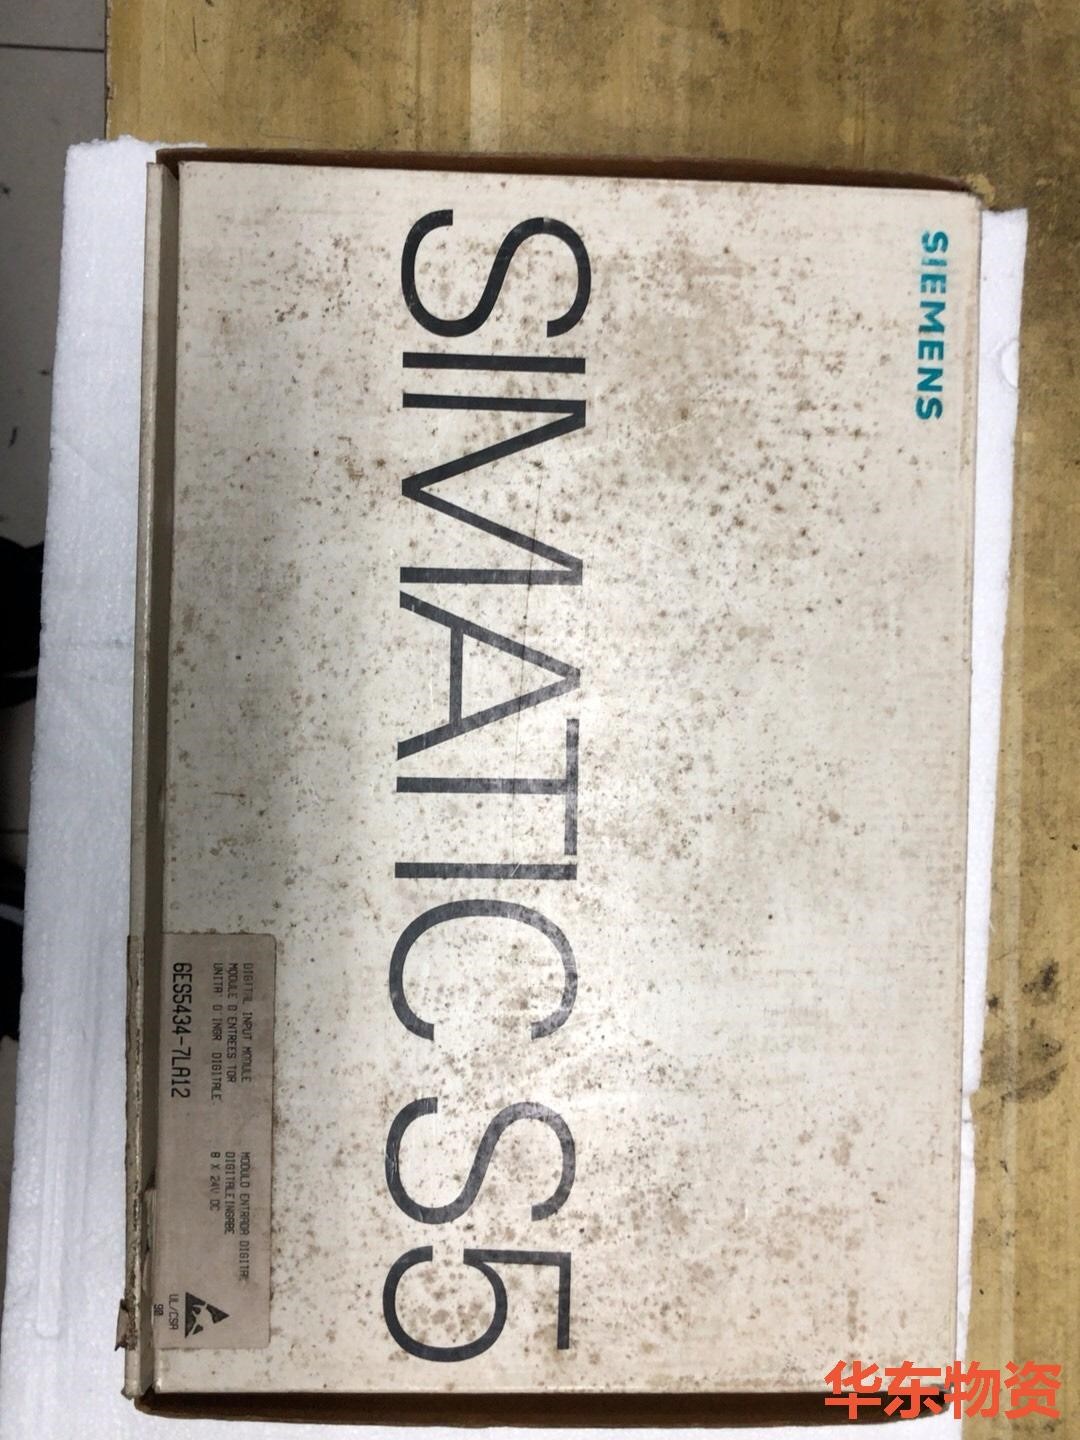 SIEMENS
SIMATIC S5
DIGITAL INPUT MODULE
MODULE D ENTREES TOR
UNITA' D INGR DIGITALE
MODULO ENTRADA DIGITAL
DIGITALEINGABE
8 X 24V DC
6ES5434-7LA12
UL/CSA
90
华东物资